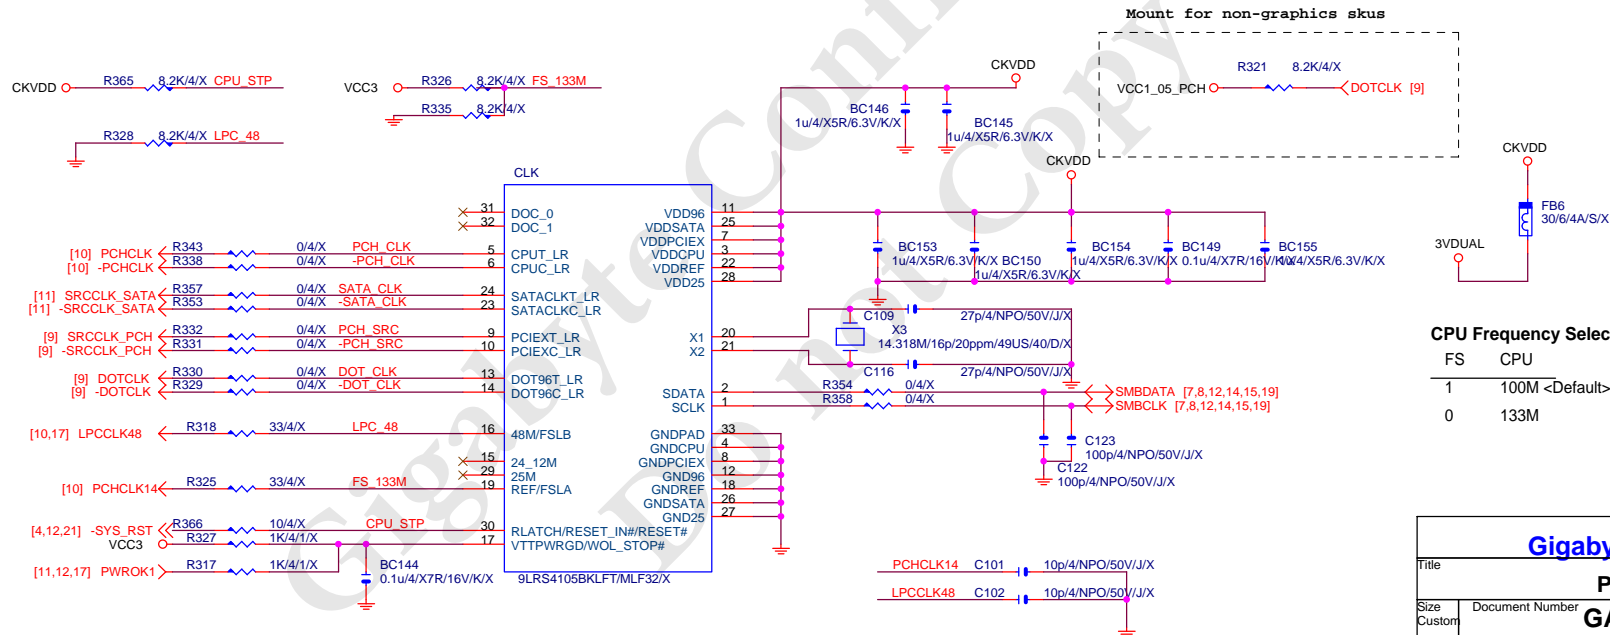 Mount for non-graphics skus
CKVDD R365 8.2K/4/X CPU_STP
VCC3 R326 8.2K/4/X FS_133M
R335 8.2K/4/X
R328 8.2K/4/X LPC_48
CKVDD
BC146
1u/4/X5R/6.3V/K/X
BC145
1u/4/X5R/6.3V/K/X
VCC1_05_PCH R321 8.2K/4/X DOTCLK [9]
CKVDD
CKVDD
FB6
30/6/4A/S/X
3VDUAL
CLK
31 DOC_0
32 DOC_1
[10] PCHCLK R343 0/4/X PCH_CLK 5 CPUT_LR
[10] -PCHCLK R338 0/4/X -PCH_CLK 6 CPUC_LR
[11] SRCCLK_SATA R357 0/4/X SATA_CLK 24 SATACLKT_LR
[11] -SRCCLK_SATA R353 0/4/X -SATA_CLK 23 SATACLKC_LR
[9] SRCCLK_PCH R332 0/4/X PCH_SRC 9 PCIEXT_LR
[9] -SRCCLK_PCH R331 0/4/X -PCH_SRC 10 PCIEXC_LR
[9] DOTCLK R330 0/4/X DOT_CLK 13 DOT96T_LR
[9] -DOTCLK R329 0/4/X -DOT_CLK 14 DOT96C_LR
[10,17] LPCCLK48 R318 33/4/X LPC_48 16 48M/FSLB
15 24_12M
29 25M
[10] PCHCLK14 R325 33/4/X FS_133M 19 REF/FSLA
[4,12,21] -SYS_RST R366 10/4/X CPU_STP 30 RLATCH/RESET_IN#/RESET#
VCC3 R327 1K/4/1/X 17 VTTPWRGD/WOL_STOP#
[11,12,17] PWROK1 R317 1K/4/1/X
BC144
0.1u/4/X7R/16V/K/X
9LRS4105BKLFT/MLF32/X
VDD96 11
VDDSATA 25
VDDPCIEX 7
VDDCPU 3
VDDREF 22
VDD25 28
X1 20
X2 21
SDATA 2
SCLK 1
GNDPAD 33
GNDCPU 4
GNDPCIEX 8
GND96 12
GNDREF 18
GNDSATA 26
GND25 27
BC153
1u/4/X5R/6.3V/K/X
BC150
1u/4/X5R/6.3V/K/X
BC154
1u/4/X5R/6.3V/K/X
BC149
0.1u/4/X7R/16V/K/X
BC155
1u/4/X5R/6.3V/K/X
C109 27p/4/NPO/50V/J/X
X3
14.318M/16p/20ppm/49US/40/D/X
C116 27p/4/NPO/50V/J/X
R354 0/4/X SMBDATA [7,8,12,14,15,19]
R358 0/4/X SMBCLK [7,8,12,14,15,19]
C123
100p/4/NPO/50V/J/X
C122
100p/4/NPO/50V/J/X
PCHCLK14 C101 10p/4/NPO/50V/J/X
LPCCLK48 C102 10p/4/NPO/50V/J/X
CPU Frequency Selec
FS CPU
1 100M <Default>
0 133M
Gigaby
Title
P
Size
Custom
Document Number
GA
Gigabyte Conf
Do not Copy